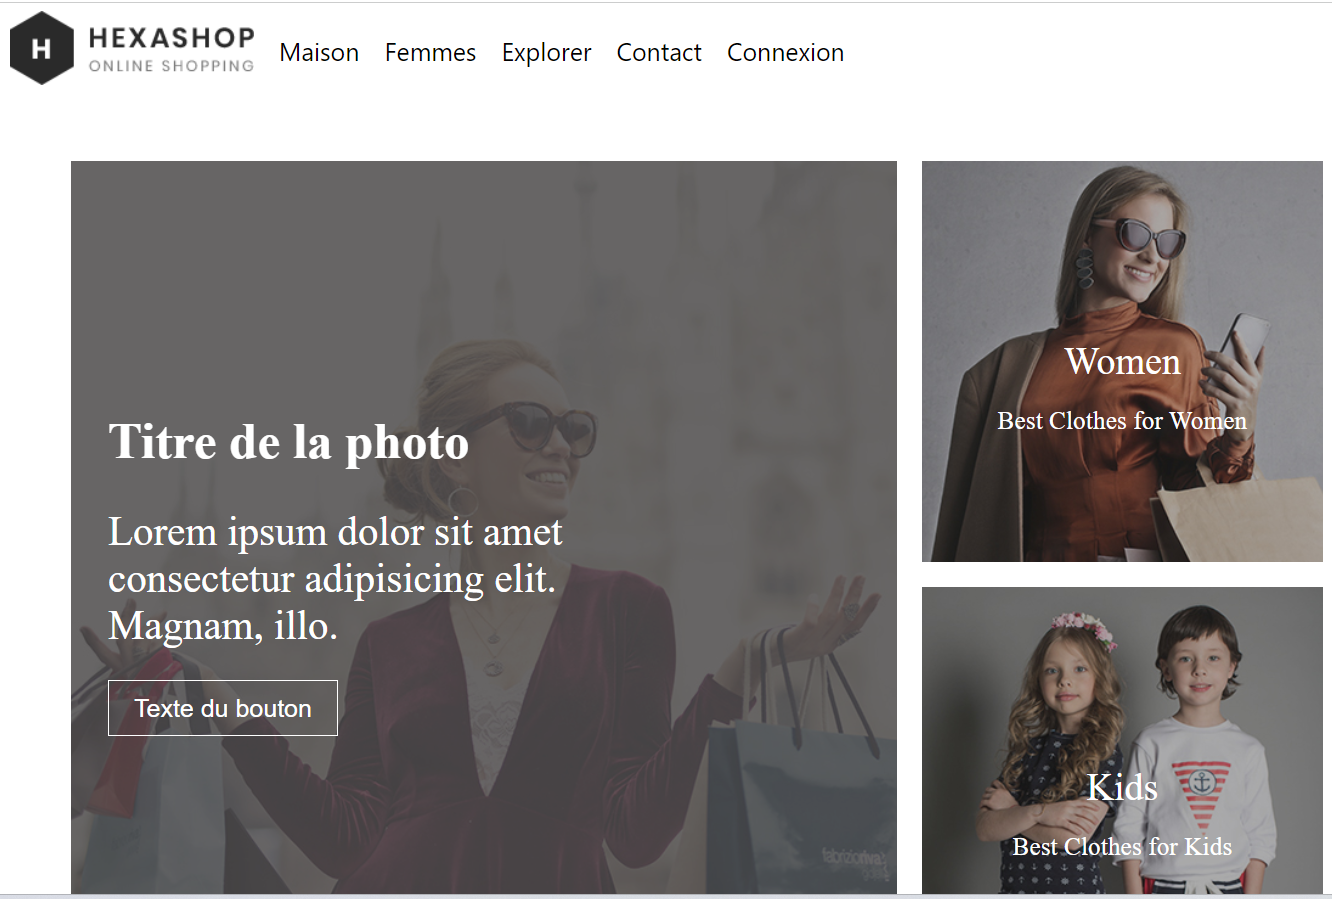 H
HEXASHOP
ONLINE SHOPPING
Maison Femmes Explorer Contact Connexion
Titre de la photo
Lorem ipsum dolor sit amet
consectetur adipisicing elit.
Magnam, illo.
Texte du bouton
Women
Best Clothes for Women
Kids
Best Clothes for Kids